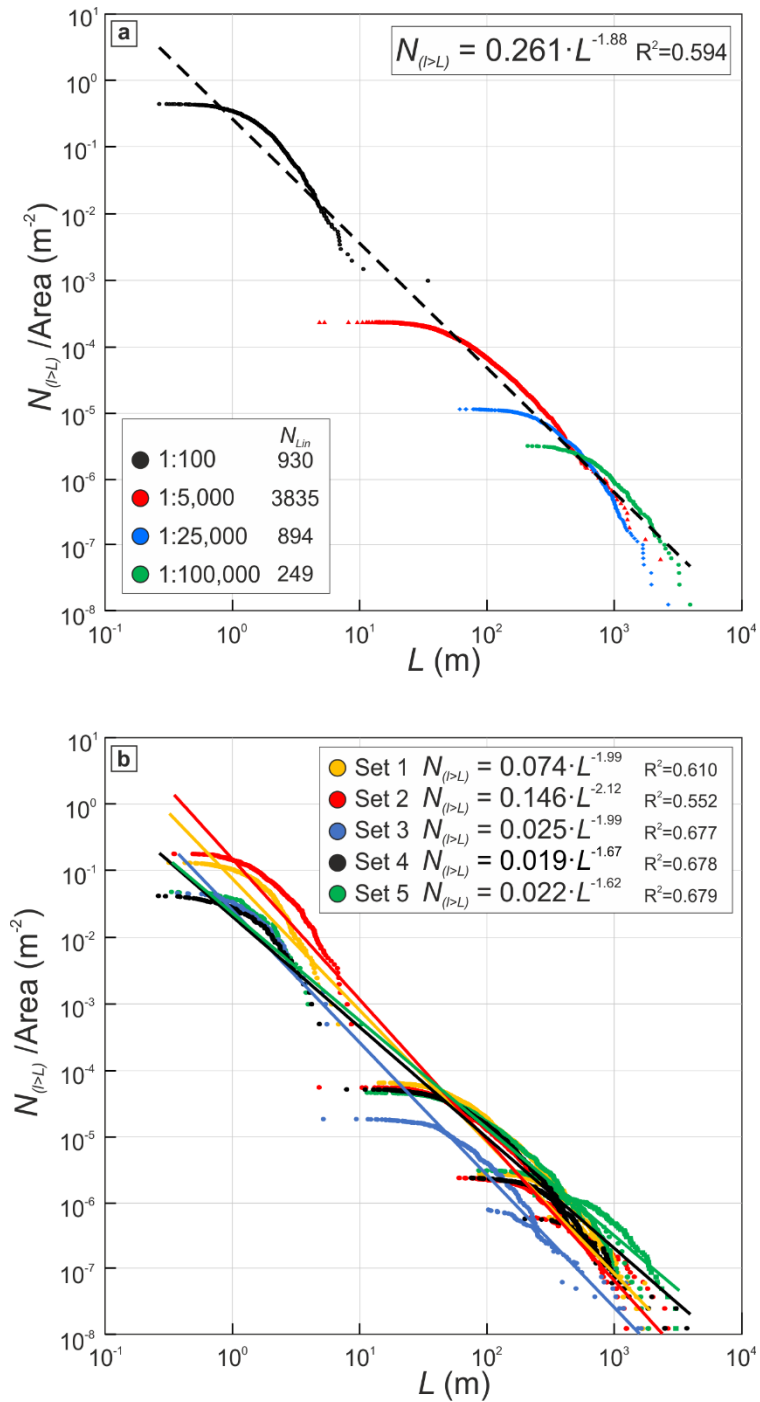 a
N(l>L) = 0.261·L^-1.88 R²=0.594
10^1
10^0
10^-1
10^-2
10^-3
10^-4
10^-5
10^-6
10^-7
10^-8
N(l>L) /Area (m^-2)
N_Lin
1:100 930
1:5,000 3835
1:25,000 894
1:100,000 249
10^-1 10^0 10^1 10^2 10^3 10^4
L (m)
b
Set 1 N(l>L) = 0.074·L^-1.99 R²=0.610
Set 2 N(l>L) = 0.146·L^-2.12 R²=0.552
Set 3 N(l>L) = 0.025·L^-1.99 R²=0.677
Set 4 N(l>L) = 0.019·L^-1.67 R²=0.678
Set 5 N(l>L) = 0.022·L^-1.62 R²=0.679
10^1
10^0
10^-1
10^-2
10^-3
10^-4
10^-5
10^-6
10^-7
10^-8
N(l>L) /Area (m^-2)
10^-1 10^0 10^1 10^2 10^3 10^4
L (m)